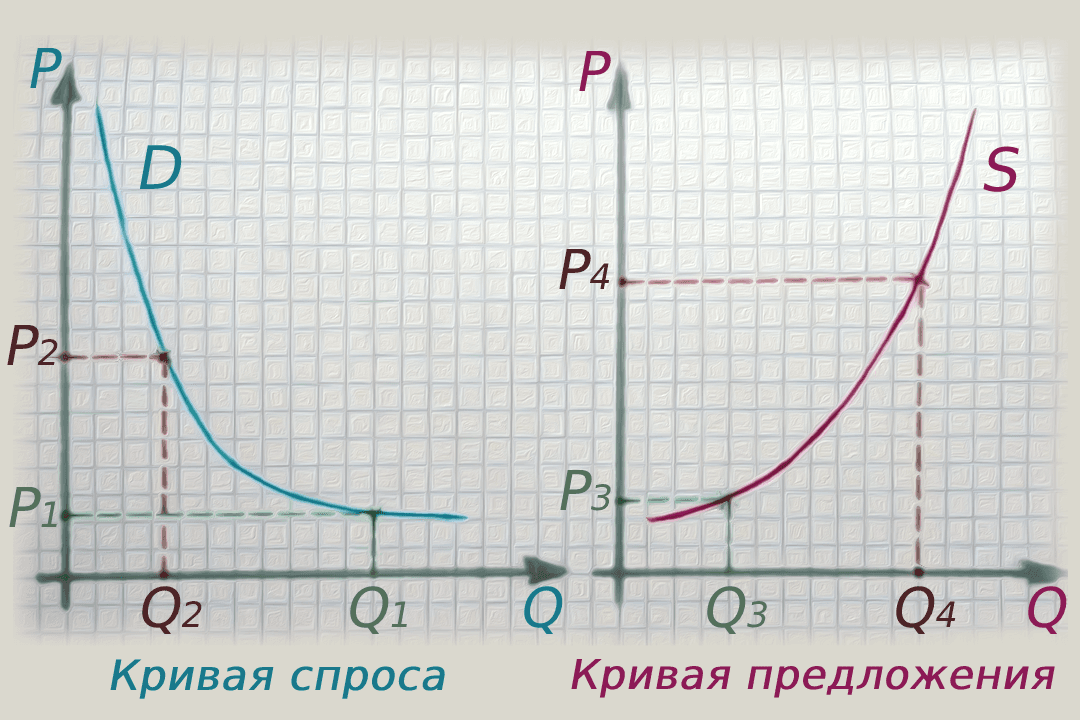 P
D
P2
P1
Q2
Q1
Q
Кривая спроса
P
S
P4
P3
Q3
Q4
Q
Кривая предложения